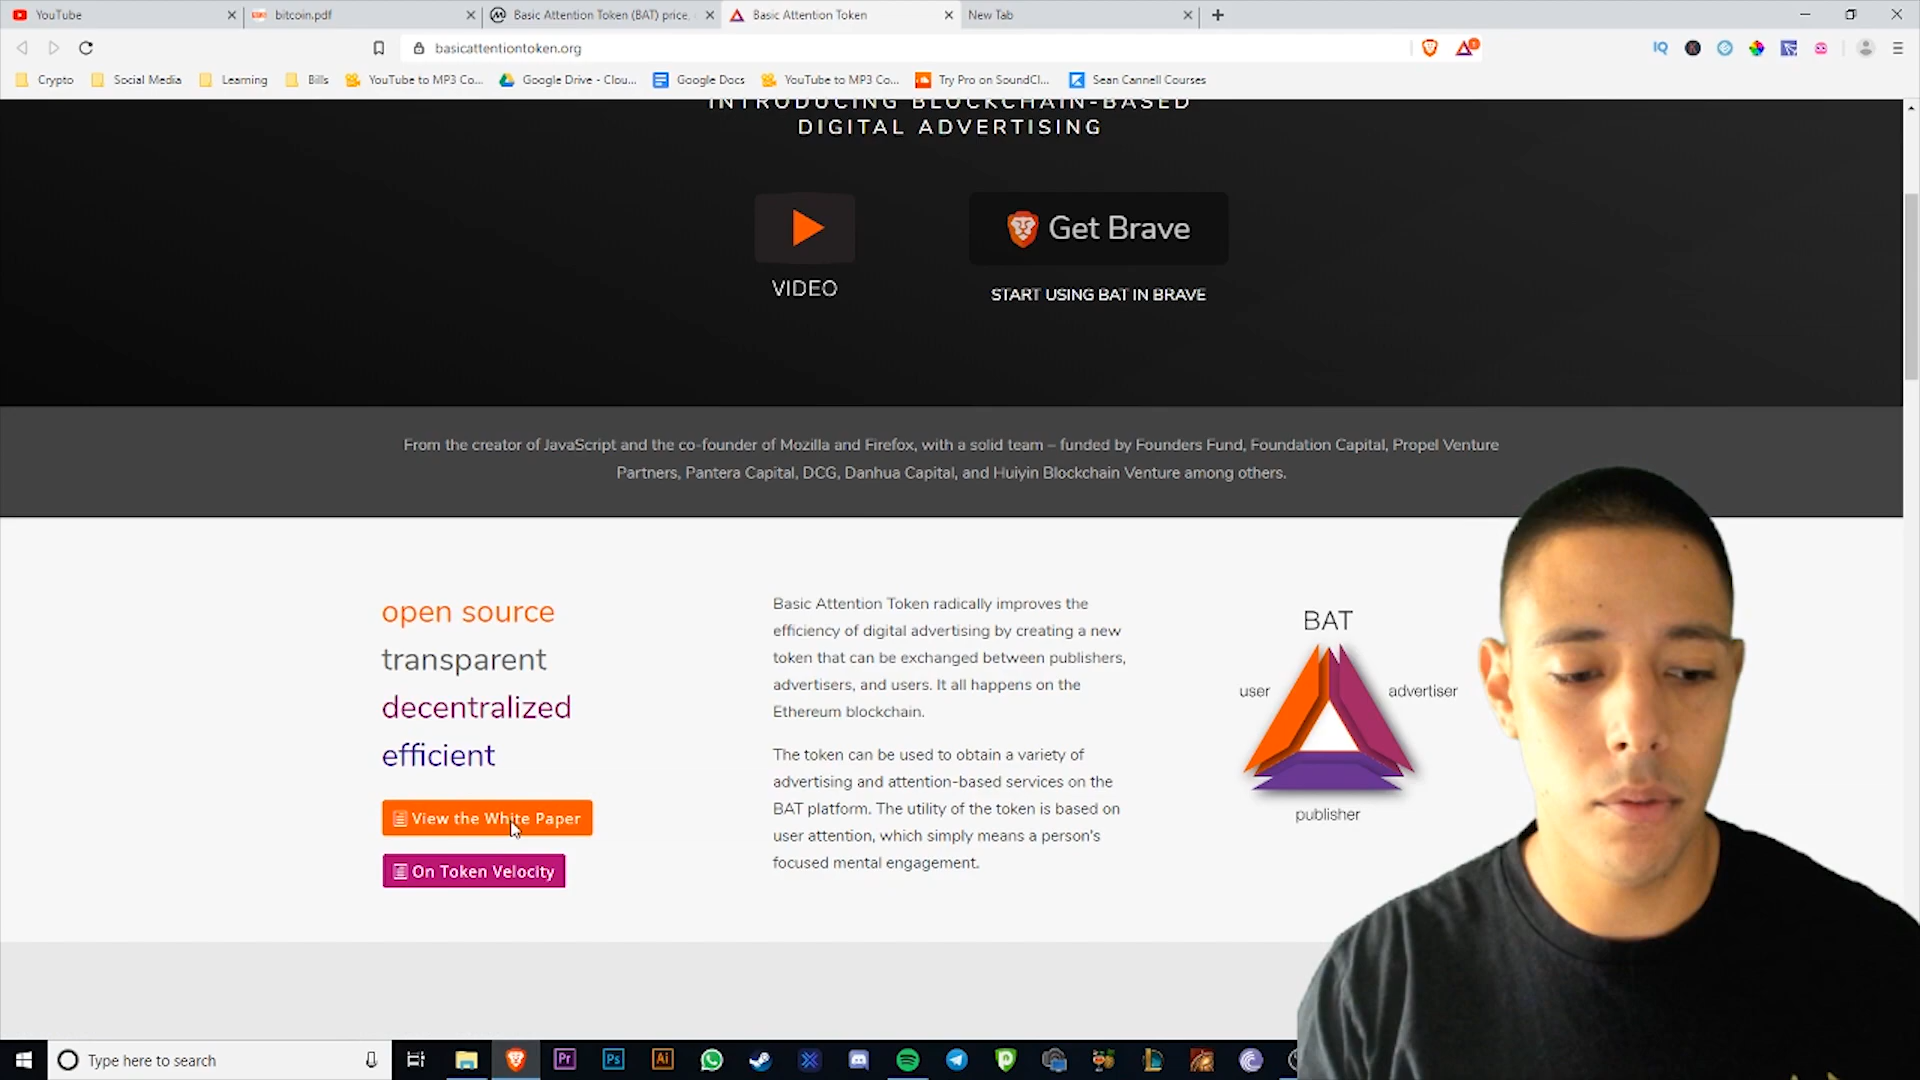 YouTube
bitcoin.pdf
Basic Attention Token (BAT) price,
Basic Attention Token
New Tab
basicattentiontoken.org
Crypto
Social Media
Learning
Bills
YouTube to MP3 Co...
Google Drive - Clou...
Google Docs
YouTube to MP3 Co...
Try Pro on SoundCl...
Sean Cannell Courses
INTRODUCING BLOCKCHAIN-BASED
DIGITAL ADVERTISING
VIDEO
Get Brave
START USING BAT IN BRAVE
From the creator of JavaScript and the co-founder of Mozilla and Firefox, with a solid team – funded by Founders Fund, Foundation Capital, Propel Venture
Partners, Pantera Capital, DCG, Danhua Capital, and Huiyin Blockchain Venture among others.
open source
transparent
decentralized
efficient
View the White Paper
On Token Velocity
Basic Attention Token radically improves the
efficiency of digital advertising by creating a new
token that can be exchanged between publishers,
advertisers, and users. It all happens on the
Ethereum blockchain.
The token can be used to obtain a variety of
advertising and attention-based services on the
BAT platform. The utility of the token is based on
user attention, which simply means a person's
focused mental engagement.
BAT
user
advertiser
publisher
Type here to search
Pr
Ps
Ai